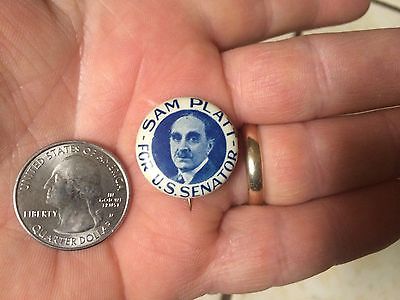 SAM PLATT
FOR U.S. SENATOR
UNITED STATES OF AMERICA
LIBERTY
IN
GOD WE
TRUST
QUARTER DOLLAR